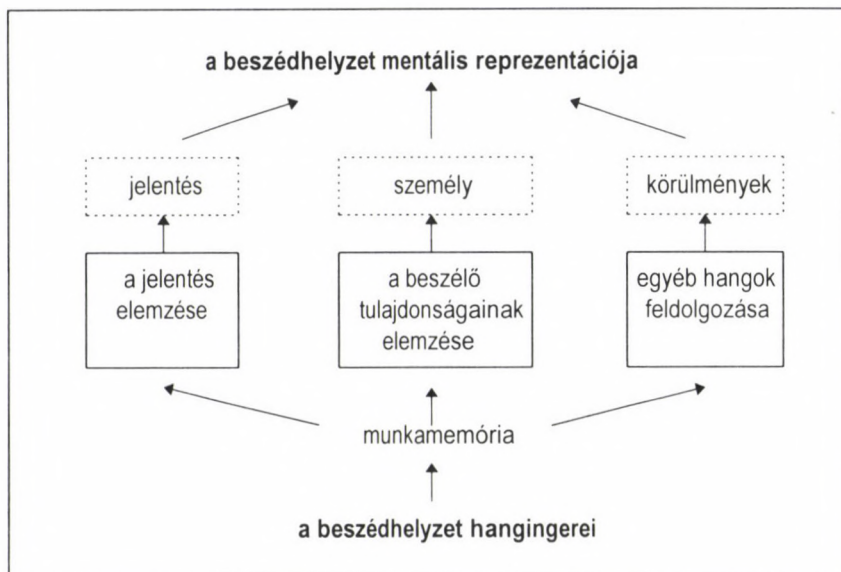 a beszédhelyzet mentális reprezentációja
jelentés
személy
körülmények
a jelentés
elemzése
a beszélő
tulajdonságainak
elemzése
egyéb hangok
feldolgozása
munkamemória
a beszédhelyzet hangingerei